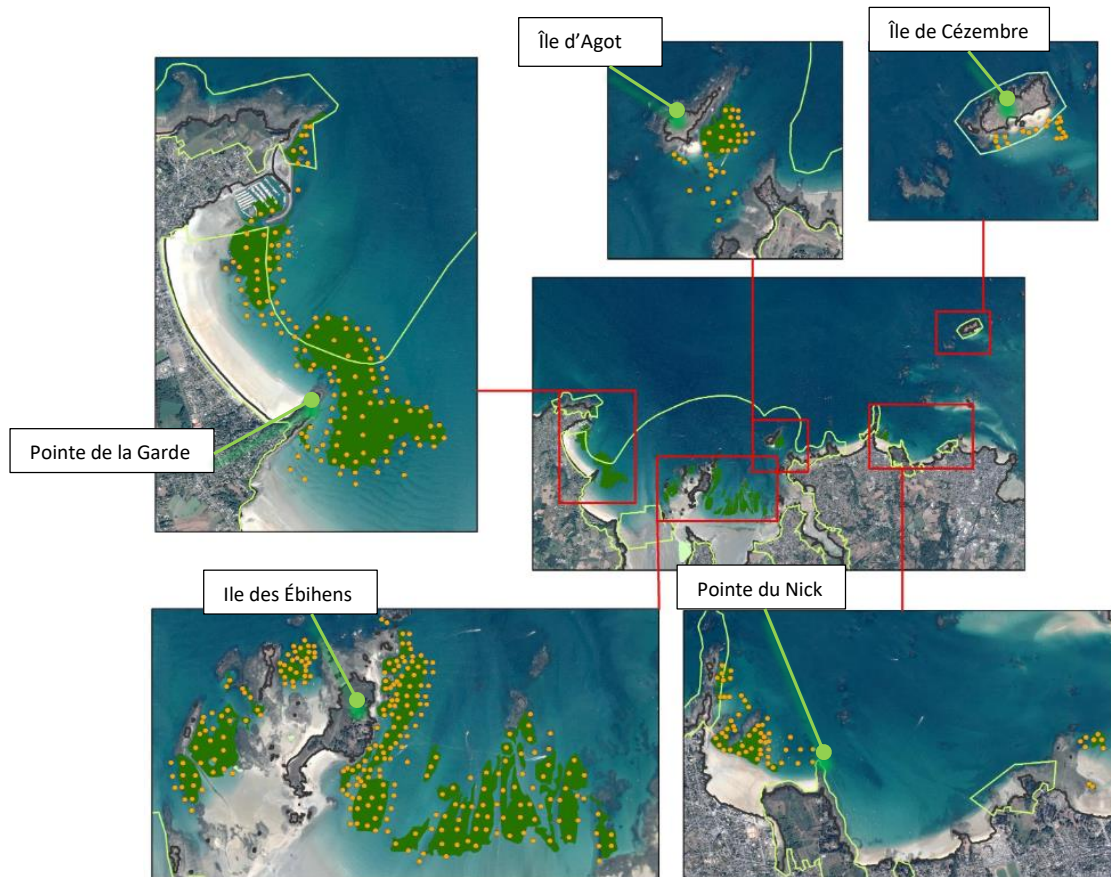 Île d'Agot
Île de Cézembre
Pointe de la Garde
Ile des Ébihens
Pointe du Nick